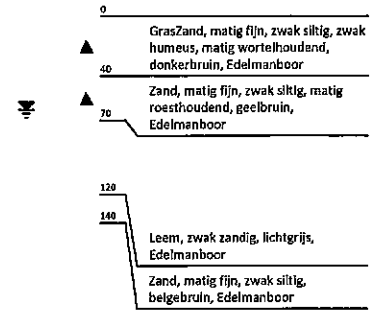 0
GrasZand, matig fijn, zwak siltig, zwak
humeus, matig wortelhoudend,
donkerbruin, Edelmanboor
40
Zand, matig fijn, zwak siltig, matig
roesthoudend, geelbruin,
Edelmanboor
70
120
140
Leem, zwak zandig, lichtgrijs,
Edelmanboor
Zand, matig fijn, zwak siltig,
beigebruin, Edelmanboor